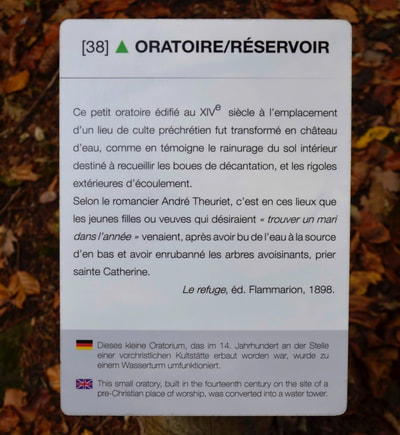 [38] ▲ ORATOIRE/RÉSERVOIR
Ce petit oratoire édifié au XIVe siècle à l'emplacement
d'un lieu de culte préchrétien fut transformé en château
d'eau, comme en témoigne le rainurage du sol intérieur
destiné à recueillir les boues de décantation, et les rigoles
extérieures d'écoulement.
Selon le romancier André Theuriet, c'est en ces lieux que
les jeunes filles ou veuves qui désiraient « trouver un mari
dans l'année » venaient, après avoir bu de l'eau à la source
d'en bas et avoir enrubanné les arbres avoisinants, prier
sainte Catherine.
Le refuge, éd. Flammarion, 1898.
Dieses kleine Oratorium, das im 14. Jahrhundert an der Stelle
einer vorchristlichen Kultstätte erbaut worden war, wurde zu
einem Wasserturm umfunktioniert.
This small oratory, built in the fourteenth century on the site of a
pre-Christian place of worship, was converted into a water tower.